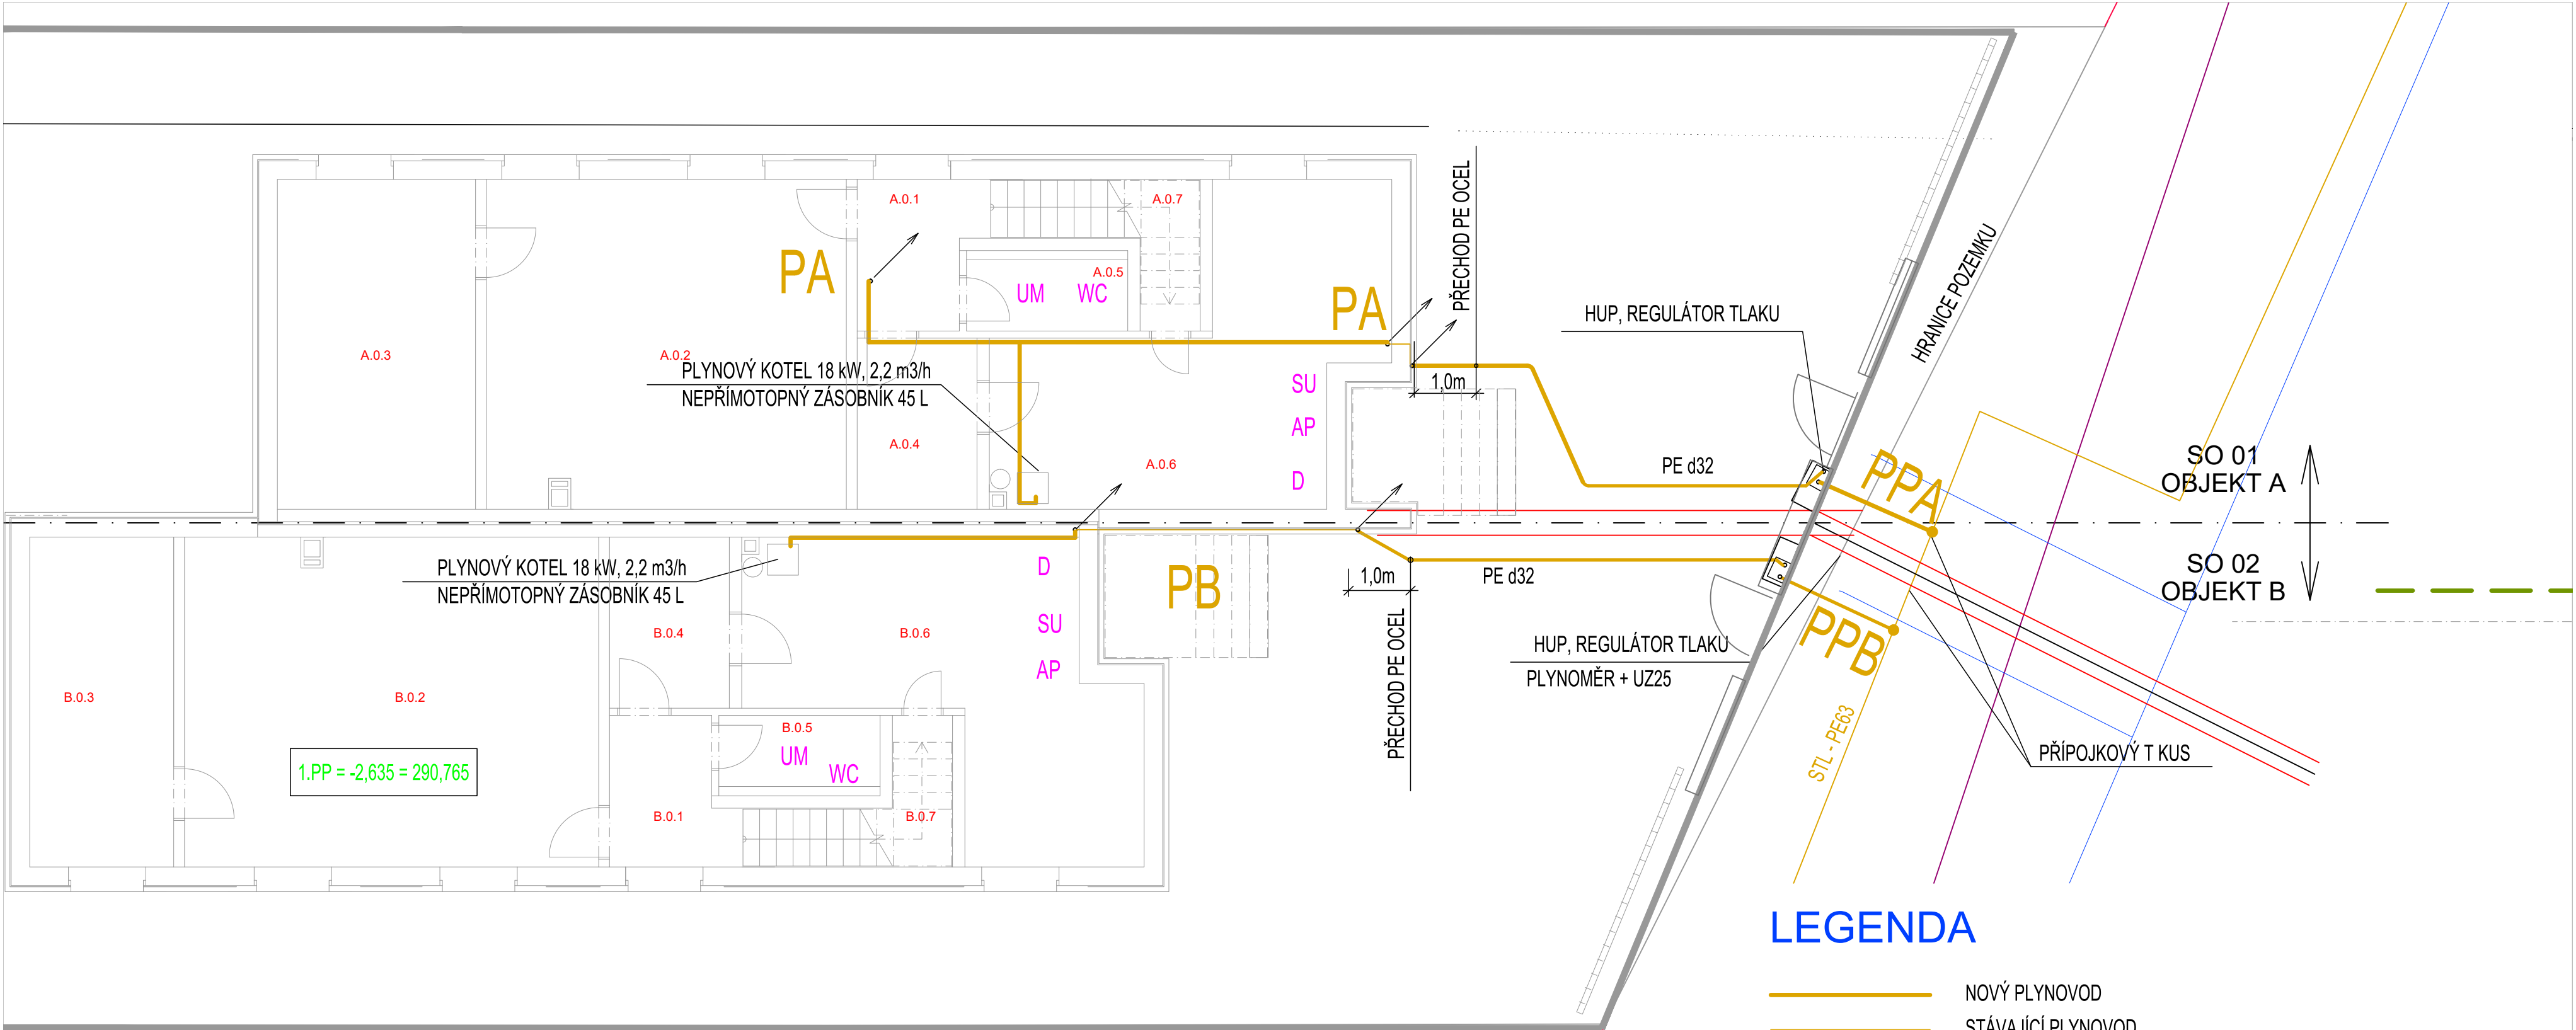 A.0.1
A.0.7
PŘECHOD PE OCEL
PA
A.0.5
UM
WC
PA
HUP, REGULÁTOR TLAKU
HRANICE POZEMKU
A.0.3
A.0.2
PLYNOVÝ KOTEL 18 kW, 2,2 m3/h
NEPŘÍMOTOPNÝ ZÁSOBNÍK 45 L
SU
1,0m
AP
A.0.4
A.0.6
D
PE d32
PPA
SO 01
OBJEKT A
SO 02
OBJEKT B
PLYNOVÝ KOTEL 18 kW, 2,2 m3/h
NEPŘÍMOTOPNÝ ZÁSOBNÍK 45 L
D
PB
1,0m
PE d32
SU
B.0.4
B.0.6
AP
PŘECHOD PE OCEL
HUP, REGULÁTOR TLAKU
PLYNOMĚR + UZ25
PPB
B.0.3
B.0.2
B.0.5
UM
WC
STL - PE63
PŘÍPOJKOVÝ T KUS
1.PP = -2,635 = 290,765
B.0.1
B.0.7
LEGENDA
NOVÝ PLYNOVOD
STÁVAJÍCÍ PLYNOVOD